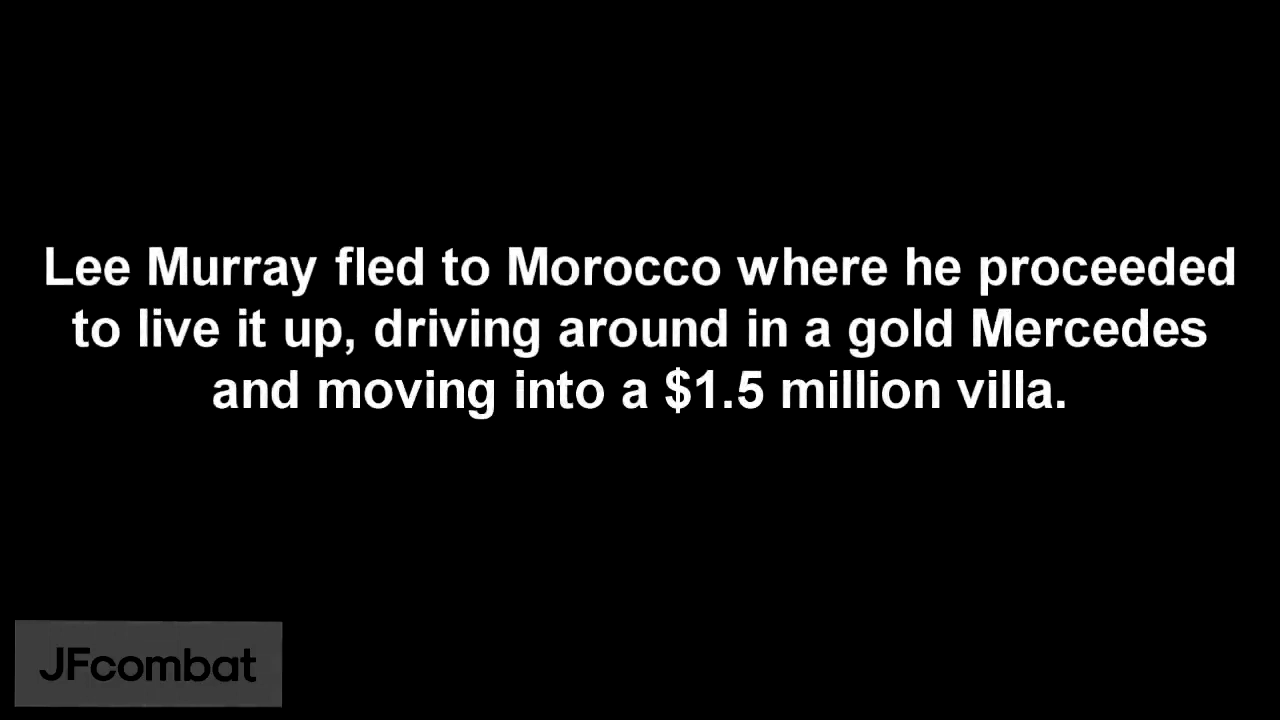 Lee Murray fled to Morocco where he proceeded
to live it up, driving around in a gold Mercedes
and moving into a $1.5 million villa.
JFcombat